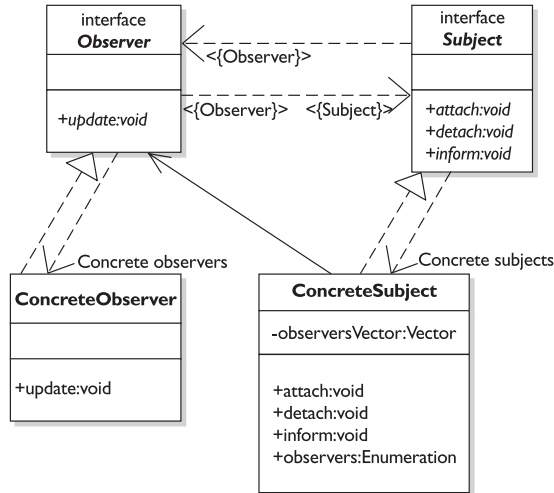 interface
Observer
+update:void
interface
Subject
+attach:void
+detach:void
+inform:void
<{Observer}>
<{Observer}> <{Subject}>
Concrete observers
Concrete subjects
ConcreteObserver
+update:void
ConcreteSubject
-observersVector:Vector
+attach:void
+detach:void
+inform:void
+observers:Enumeration